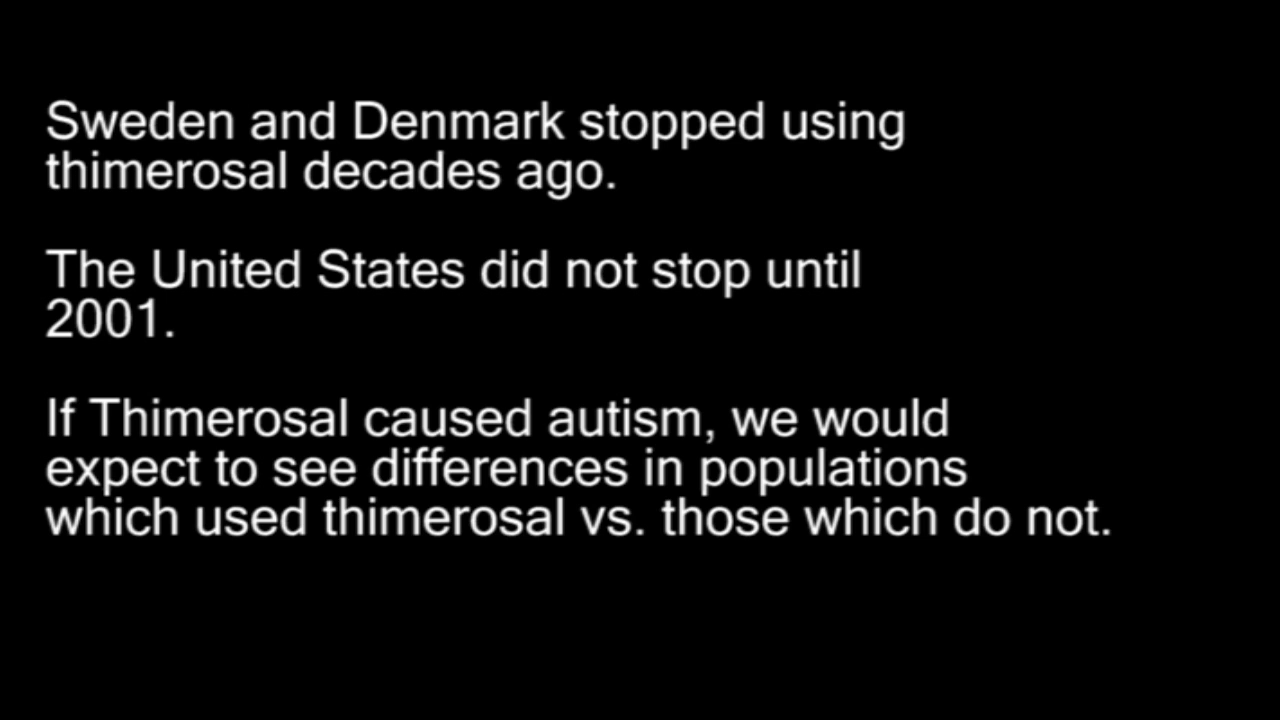 Sweden and Denmark stopped using
thimerosal decades ago.
The United States did not stop until
2001.
If Thimerosal caused autism, we would
expect to see differences in populations
which used thimerosal vs. those which do not.